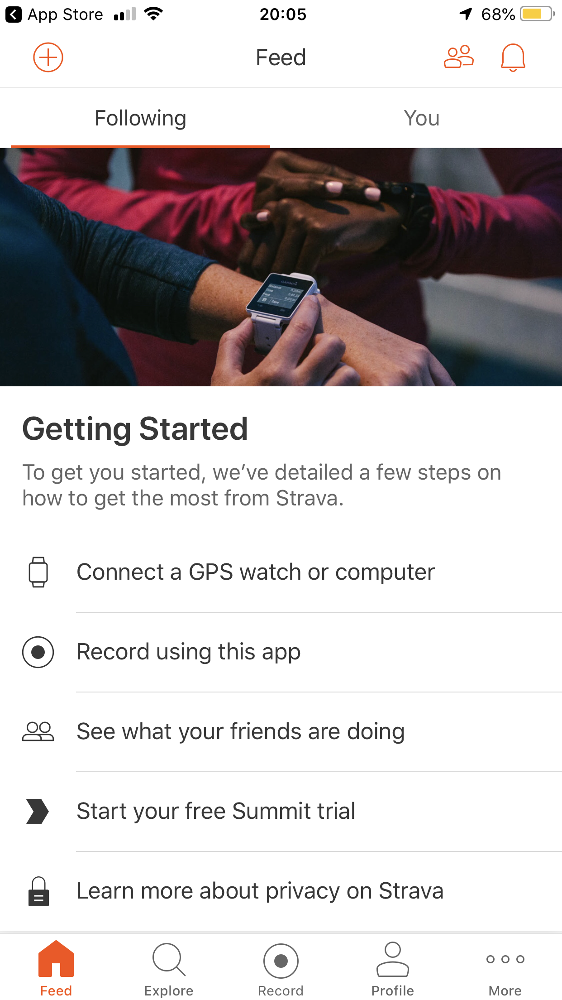 App Store 20:05 68%
Feed
Following You
GARMIN
Distance 0.32mi
Time 2:43.33
Pace 8:32/mi
Save
Getting Started
To get you started, we’ve detailed a few steps on
how to get the most from Strava.
Connect a GPS watch or computer
Record using this app
See what your friends are doing
Start your free Summit trial
Learn more about privacy on Strava
Feed Explore Record Profile More